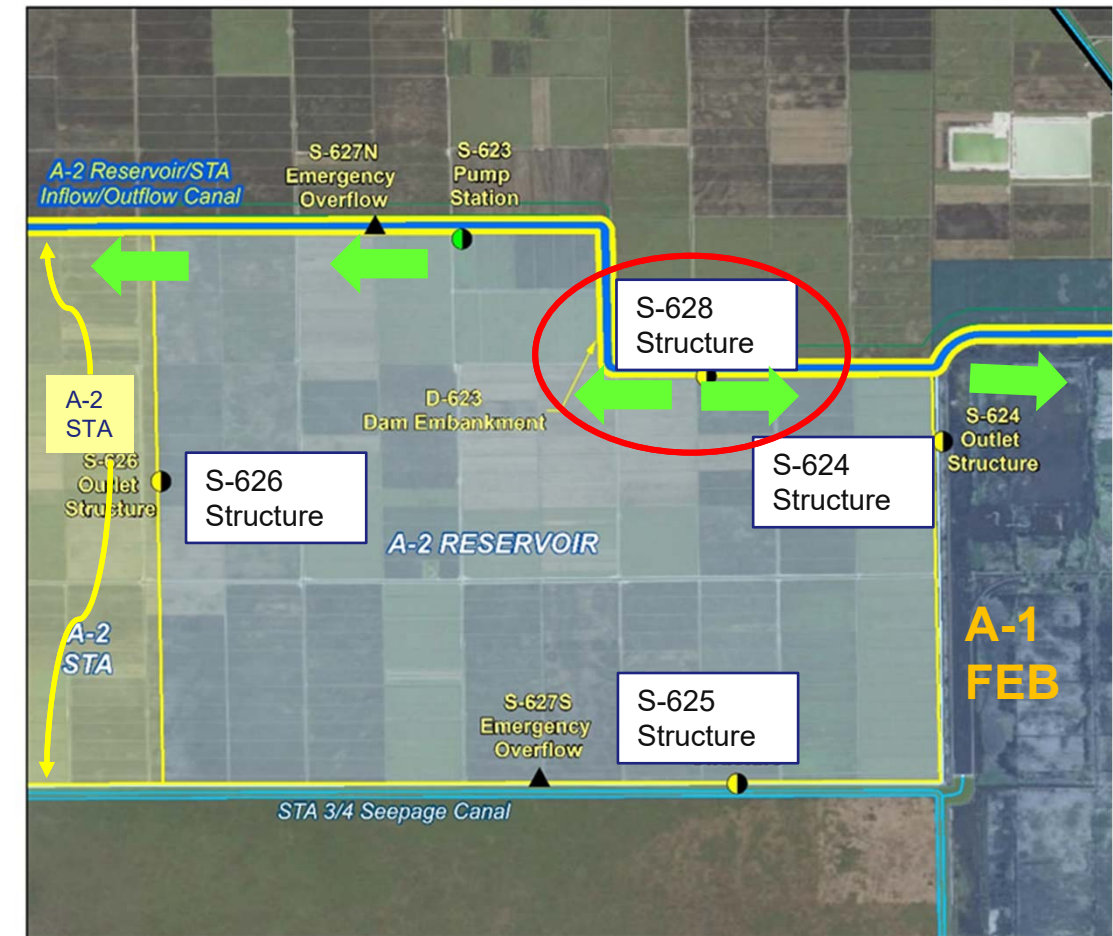 S-627N
Emergency
Overflow
S-623
Pump
Station
A-2 Reservoir/STA
Inflow/Outflow Canal
S-628
Structure
D-623
Dam Embankment
S-624
Outlet
Structure
A-2
STA
S-626
Outlet
Structure
S-626
Structure
S-624
Structure
A-2 RESERVOIR
A-2
STA
A-1
FEB
S-627S
Emergency
Overflow
S-625
Structure
STA 3/4 Seepage Canal